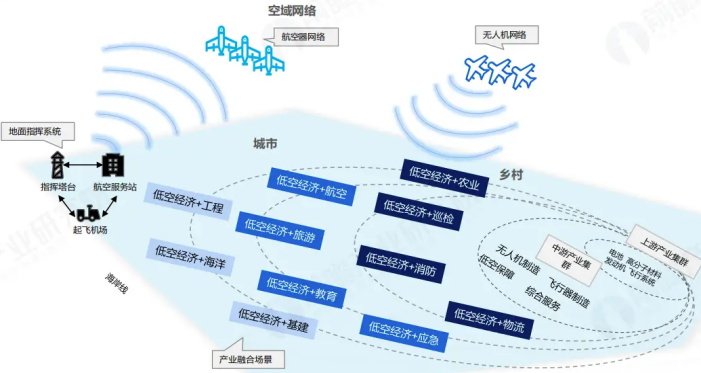 空域网络
航空器网络
无人机网络
地面指挥系统
指挥塔台
航空服务站
起飞机场
海岸线
城市
乡村
低空经济+航空
低空经济+农业
低空经济+工程
低空经济+巡检
低空经济+旅游
低空经济+海洋
低空经济+消防
低空经济+教育
低空经济+基建
低空经济+应急
低空经济+物流
产业融合场景
上游产业集群
中游产业集
群
无人机制造
低空保障
飞行器制造
综合服务
电池 高分子材料
发动机 飞行系统